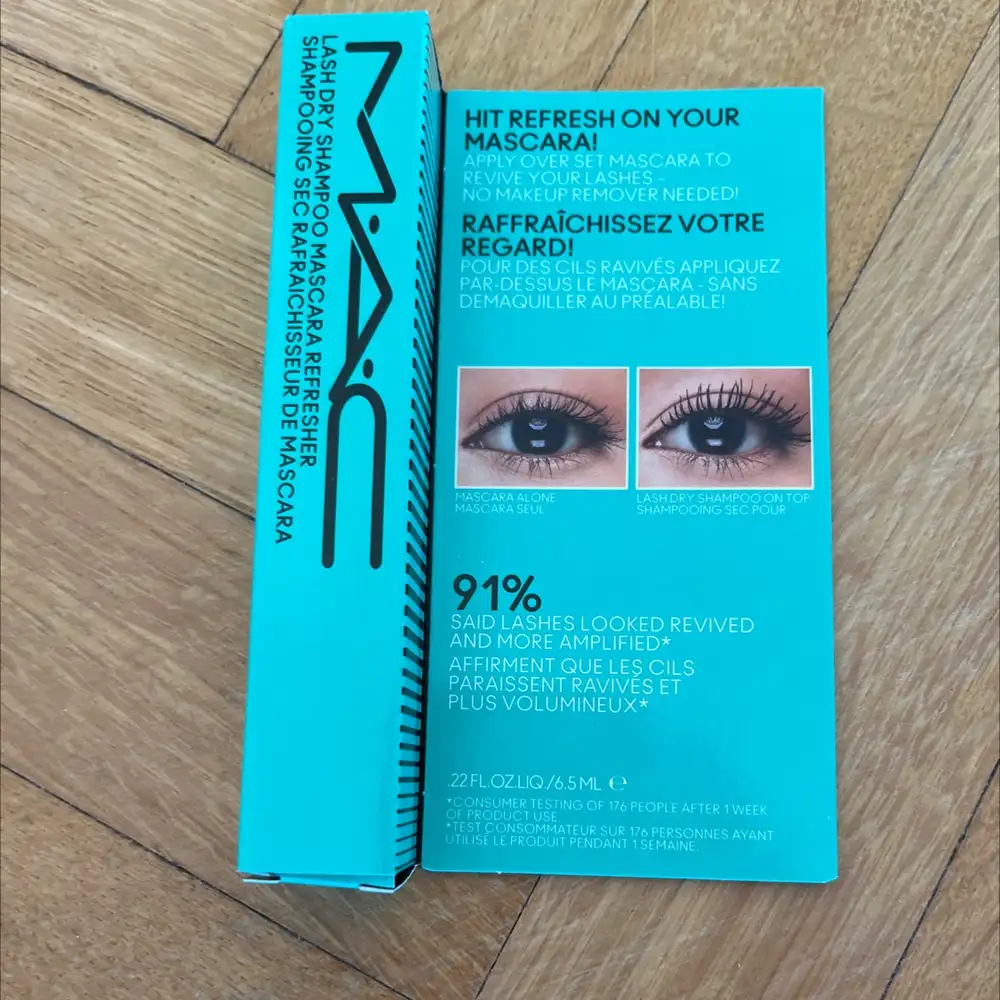 M·A·C
LASH DRY SHAMPOO MASCARA REFRESHER
SHAMPOOING SEC RAFRAICHISSEUR DE MASCARA
HIT REFRESH ON YOUR
MASCARA!
APPLY OVER SET MASCARA TO
REVIVE YOUR LASHES –
NO MAKEUP REMOVER NEEDED!
RAFFRAÎCHISSEZ VOTRE
REGARD!
POUR DES CILS RAVIVÉS APPLIQUEZ
PAR-DESSUS LE MASCARA - SANS
DEMAQUILLER AU PRÉALABLE!
MASCARA ALONE
MASCARA SEUL
LASH DRY SHAMPOO ON TOP
SHAMPOOING SEC POUR
91%
SAID LASHES LOOKED REVIVED
AND MORE AMPLIFIED*
AFFIRMENT QUE LES CILS
PARAISSENT RAVIVÉS ET
PLUS VOLUMINEUX*
.22 FL.OZ.LIQ./6.5 ML ℮
*CONSUMER TESTING OF 176 PEOPLE AFTER 1 WEEK
OF PRODUCT USE
*TEST CONSOMMATEUR SUR 176 PERSONNES AYANT
UTILISÉ LE PRODUIT PENDANT 1 SEMAINE.